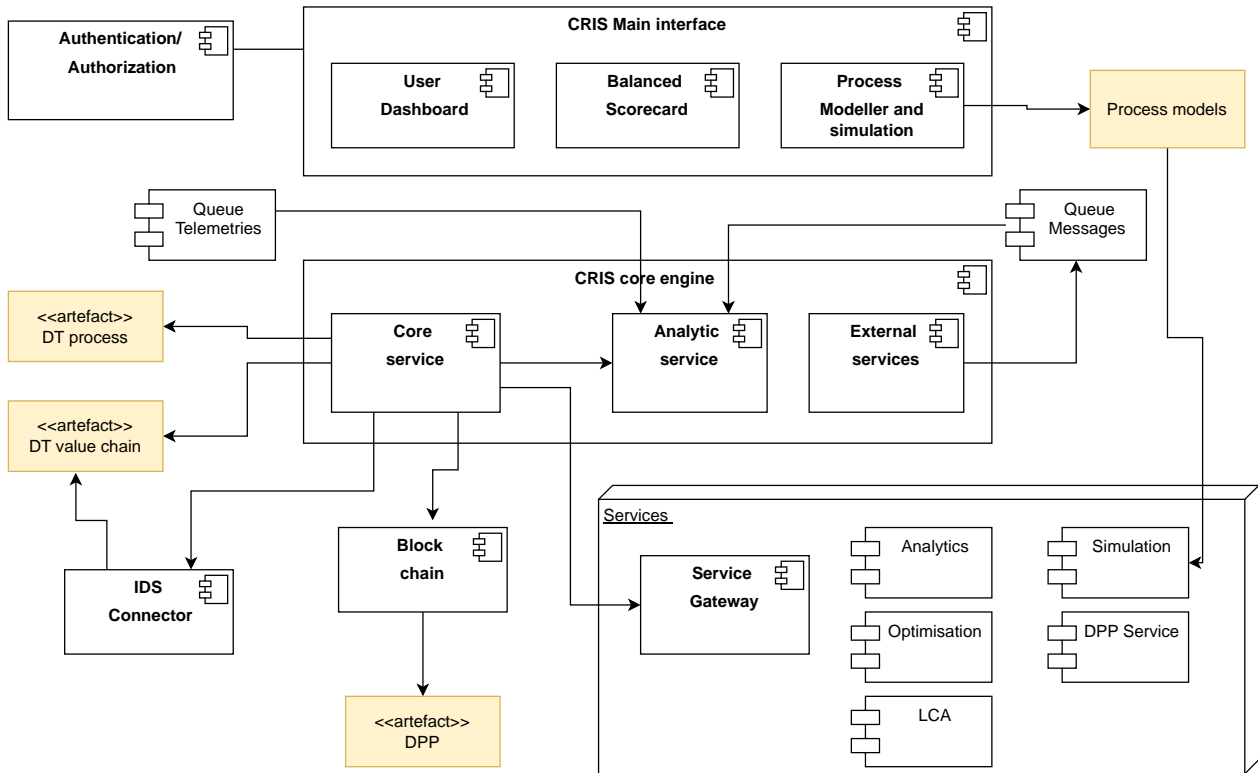 Authentication/
Authorization
CRIS Main interface
User
Dashboard
Balanced
Scorecard
Process
Modeller and
simulation
Process models
Queue
Telemetries
Queue
Messages
CRIS core engine
<<artefact>>
DT process
Core
service
Analytic
service
External
services
<<artefact>>
DT value chain
Services
IDS
Connector
Block
chain
Service
Gateway
Analytics
Simulation
Optimisation
DPP Service
LCA
<<artefact>>
DPP